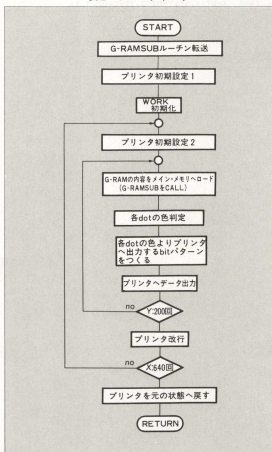 START
G-RAMSUBルーチン転送
プリンタ初期設定1
WORK
初期化
プリンタ初期設定2
G-RAMの内容をメイン・メモリへロード
(G-RAMSUBをCALL)
各dotの色判定
各dotの色よりプリンタ
へ出力するbitパターン
をつくる
プリンタへデータ出力
no
Y:200回
プリンタ改行
no
X:640回
プリンタを元の状態へ戻す
RETURN